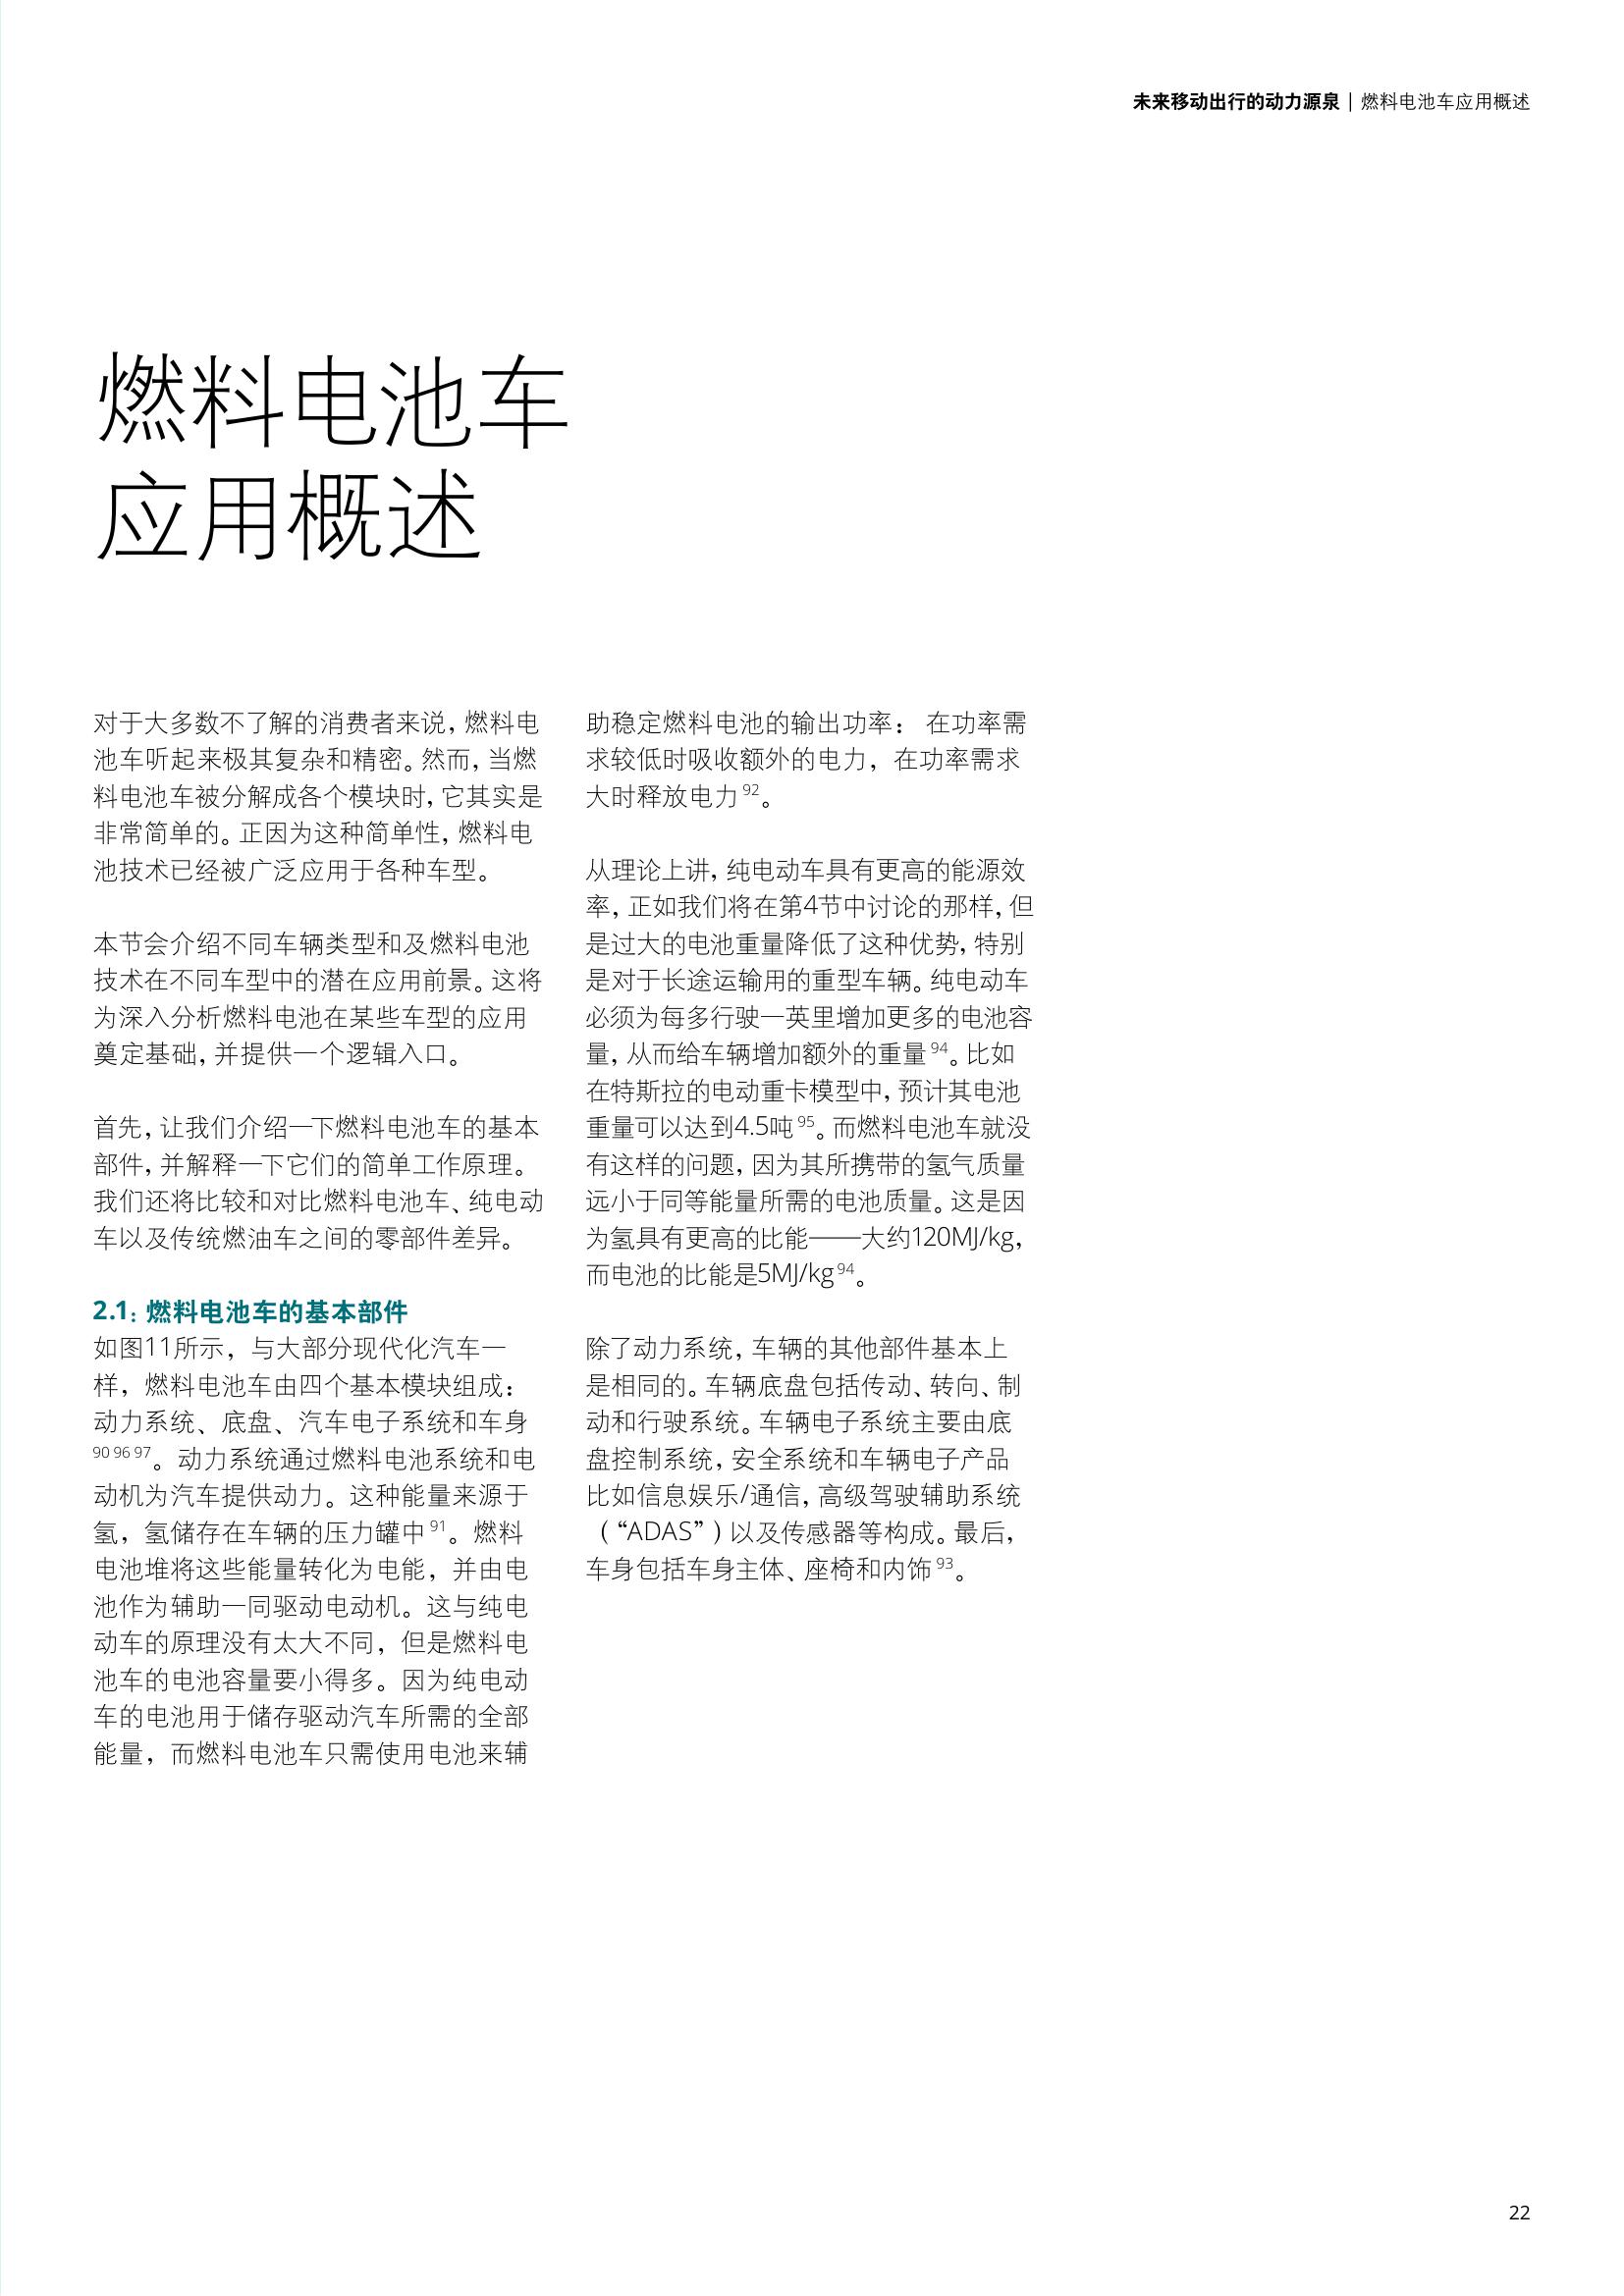 未来移动出行的动力源泉 | 燃料电池车应用概述
燃料电池车
应用概述
对于大多数不了解的消费者来说，燃料电
池车听起来极其复杂和精密。然而，当燃
料电池车被分解成各个模块时，它其实是
非常简单的。正因为这种简单性，燃料电
池技术已经被广泛应用于各种车型。
本节会介绍不同车辆类型和及燃料电池
技术在不同车型中的潜在应用前景。这将
为深入分析燃料电池在某些车型的应用
奠定基础，并提供一个逻辑入口。
首先，让我们介绍一下燃料电池车的基本
部件，并解释一下它们的简单工作原理。
我们还将比较和对比燃料电池车、纯电动
车以及传统燃油车之间的零部件差异。
2.1：燃料电池车的基本部件
如图11所示，与大部分现代化汽车一
样，燃料电池车由四个基本模块组成：
动力系统、底盘、汽车电子系统和车身
90 96 97。动力系统通过燃料电池系统和电
动机为汽车提供动力。这种能量来源于
氢，氢储存在车辆的压力罐中 91。燃料
电池堆将这些能量转化为电能，并由电
池作为辅助一同驱动电动机。这与纯电
动车的原理没有太大不同，但是燃料电
池车的电池容量要小得多。因为纯电动
车的电池用于储存驱动汽车所需的全部
能量，而燃料电池车只需使用电池来辅
助稳定燃料电池的输出功率： 在功率需
求较低时吸收额外的电力，在功率需求
大时释放电力 92。
从理论上讲，纯电动车具有更高的能源效
率，正如我们将在第4节中讨论的那样，但
是过大的电池重量降低了这种优势，特别
是对于长途运输用的重型车辆。纯电动车
必须为每多行驶一英里增加更多的电池容
量，从而给车辆增加额外的重量 94。比如
在特斯拉的电动重卡模型中，预计其电池
重量可以达到4.5吨 95。而燃料电池车就没
有这样的问题，因为其所携带的氢气质量
远小于同等能量所需的电池质量。这是因
为氢具有更高的比能——大约120MJ/kg，
而电池的比能是5MJ/kg 94。
除了动力系统，车辆的其他部件基本上
是相同的。车辆底盘包括传动、转向、制
动和行驶系统。车辆电子系统主要由底
盘控制系统，安全系统和车辆电子产品
比如信息娱乐/通信，高级驾驶辅助系统
（“ADAS”）以及传感器等构成。最后，
车身包括车身主体、座椅和内饰 93。
22